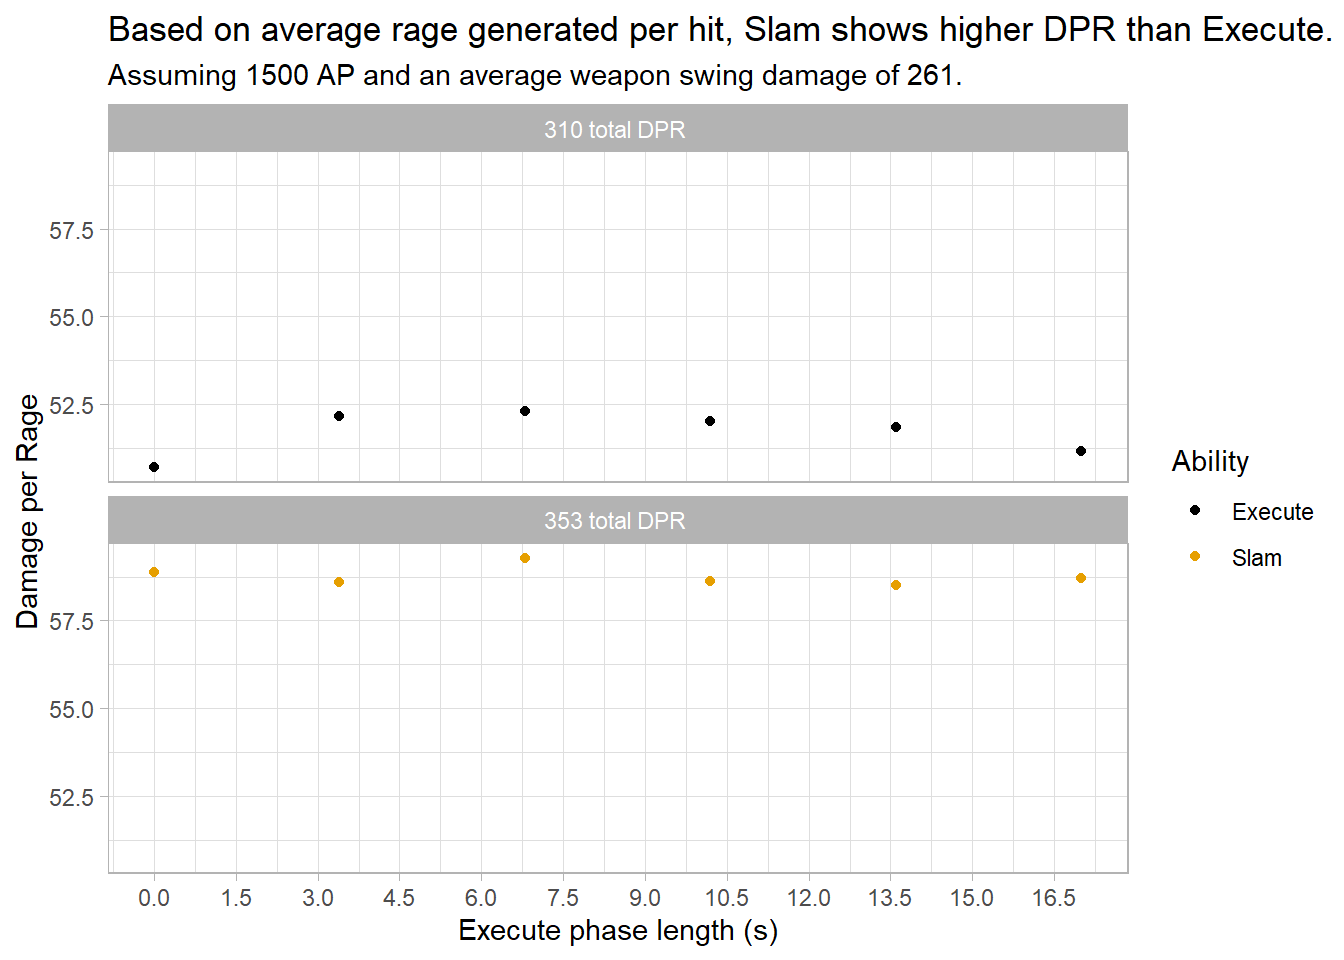 Based on average rage generated per hit, Slam shows higher DPR than Execute.
Assuming 1500 AP and an average weapon swing damage of 261.
310 total DPR
57.5
55.0
52.5
353 total DPR
57.5
55.0
52.5
Damage per Rage
0.0 1.5 3.0 4.5 6.0 7.5 9.0 10.5 12.0 13.5 15.0 16.5
Execute phase length (s)
Ability
Execute
Slam